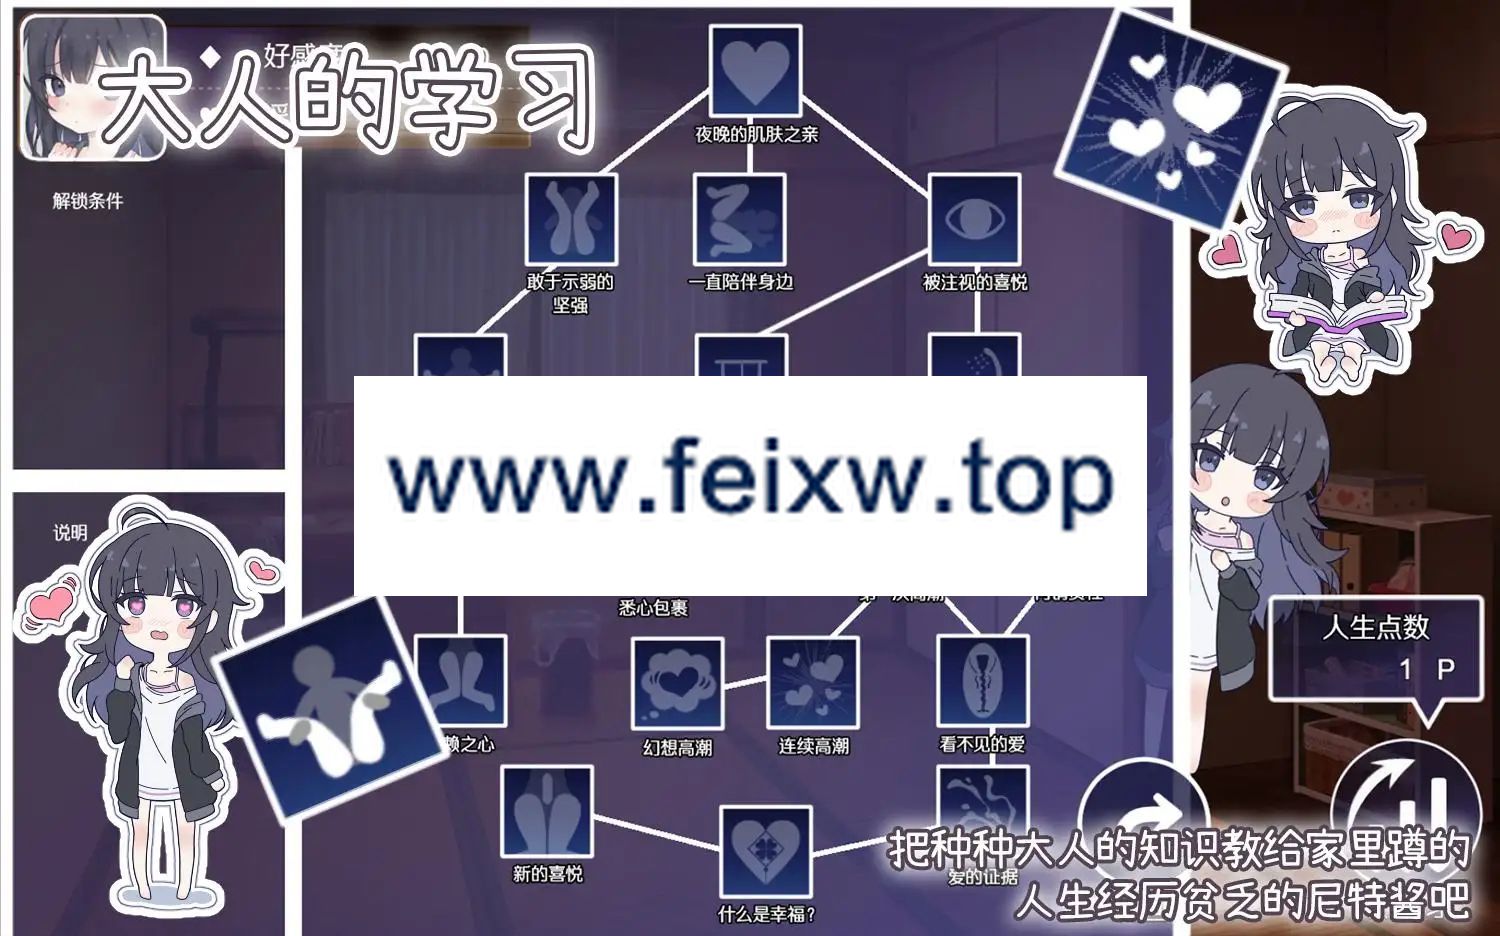 大人的学习
好感度
夜晚的肌肤之亲
解锁条件
敢于示弱的
坚强
一直陪伴身边
被注视的喜悦
www.feixw.top
说明
悉心包裹
人生点数
1 P
赖之心
幻想高潮
连续高潮
看不见的爱
新的喜悦
什么是幸福?
爱的证据
把种种大人的知识教给家里蹲的
人生经历贫乏的尼特酱吧